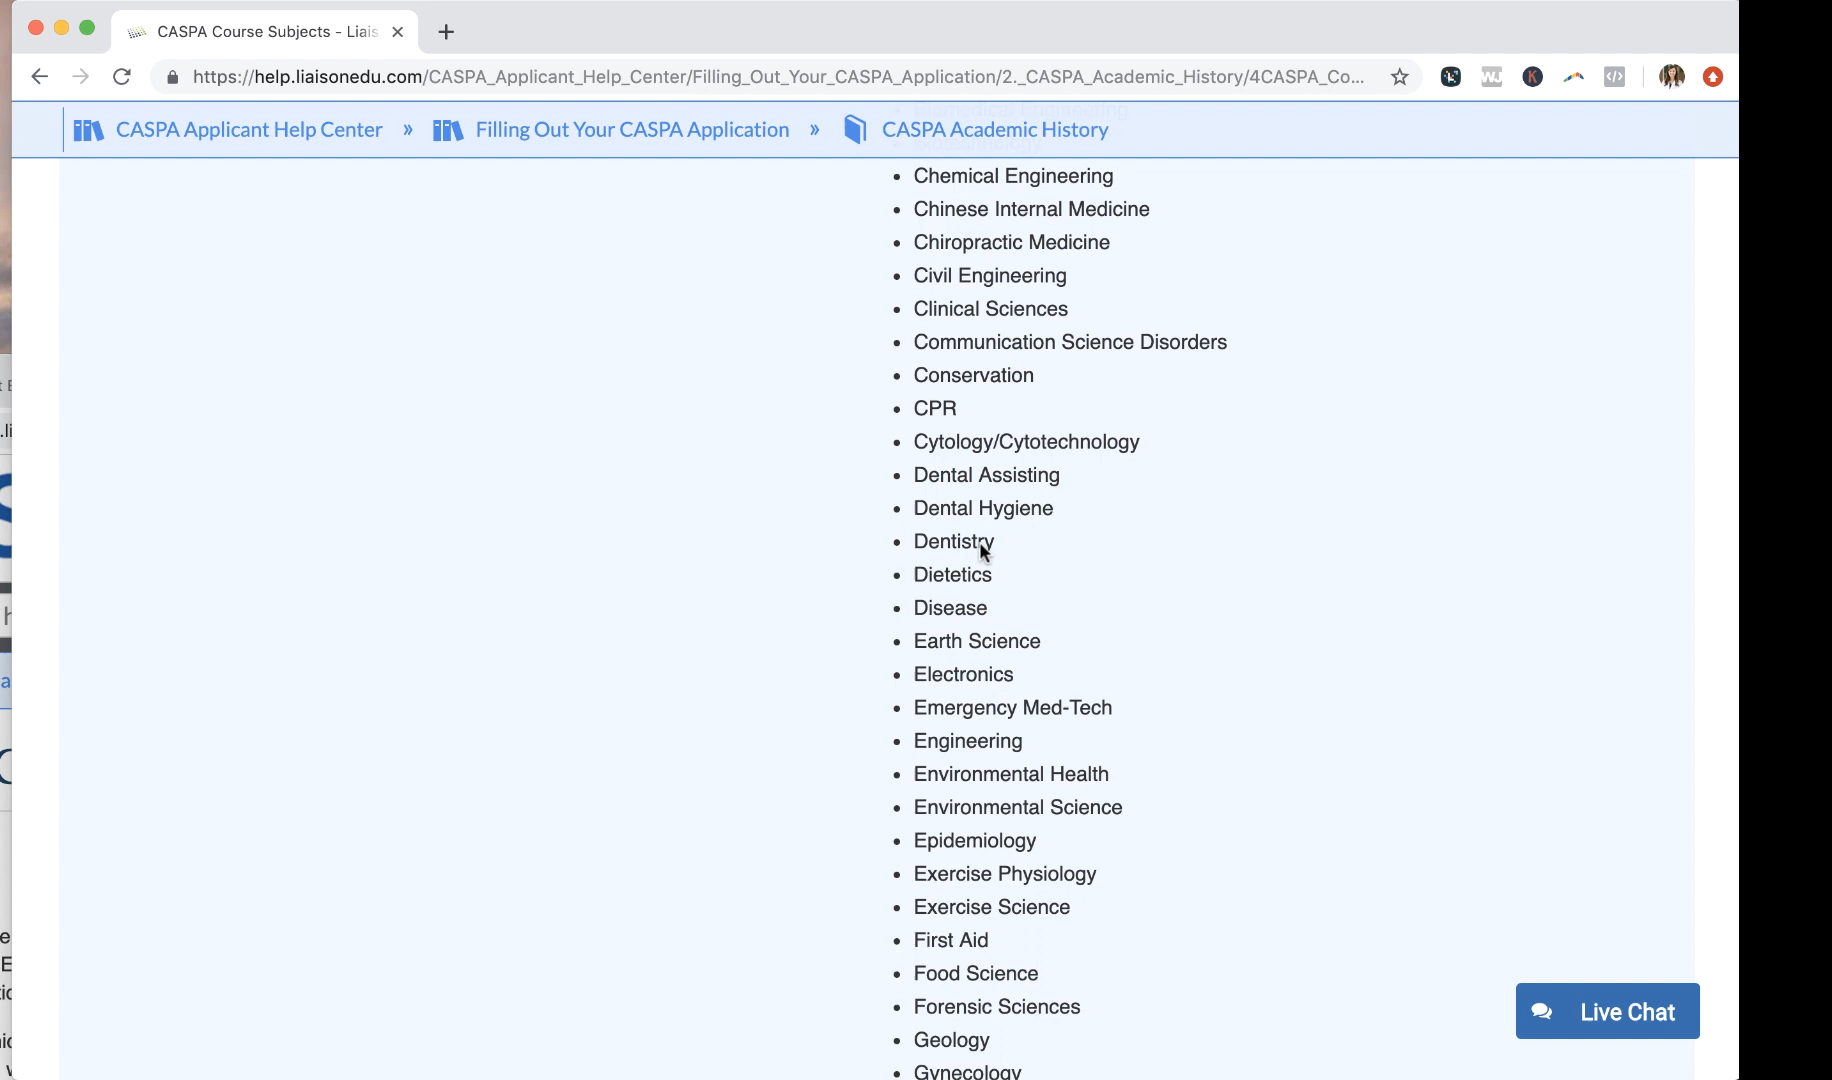 CASPA Course Subjects - Liais
https://help.liaisonedu.com/CASPA_Applicant_Help_Center/Filling_Out_Your_CASPA_Application/2._CASPA_Academic_History/4CASPA_Co...
Biomedical Engineering
CASPA Applicant Help Center » Filling Out Your CASPA Application » CASPA Academic History
Biotechnology
• Chemical Engineering
• Chinese Internal Medicine
• Chiropractic Medicine
• Civil Engineering
• Clinical Sciences
• Communication Science Disorders
• Conservation
• CPR
• Cytology/Cytotechnology
• Dental Assisting
• Dental Hygiene
• Dentistry
• Dietetics
• Disease
• Earth Science
• Electronics
• Emergency Med-Tech
• Engineering
• Environmental Health
• Environmental Science
• Epidemiology
• Exercise Physiology
• Exercise Science
• First Aid
• Food Science
• Forensic Sciences
• Geology
• Gynecology
Live Chat